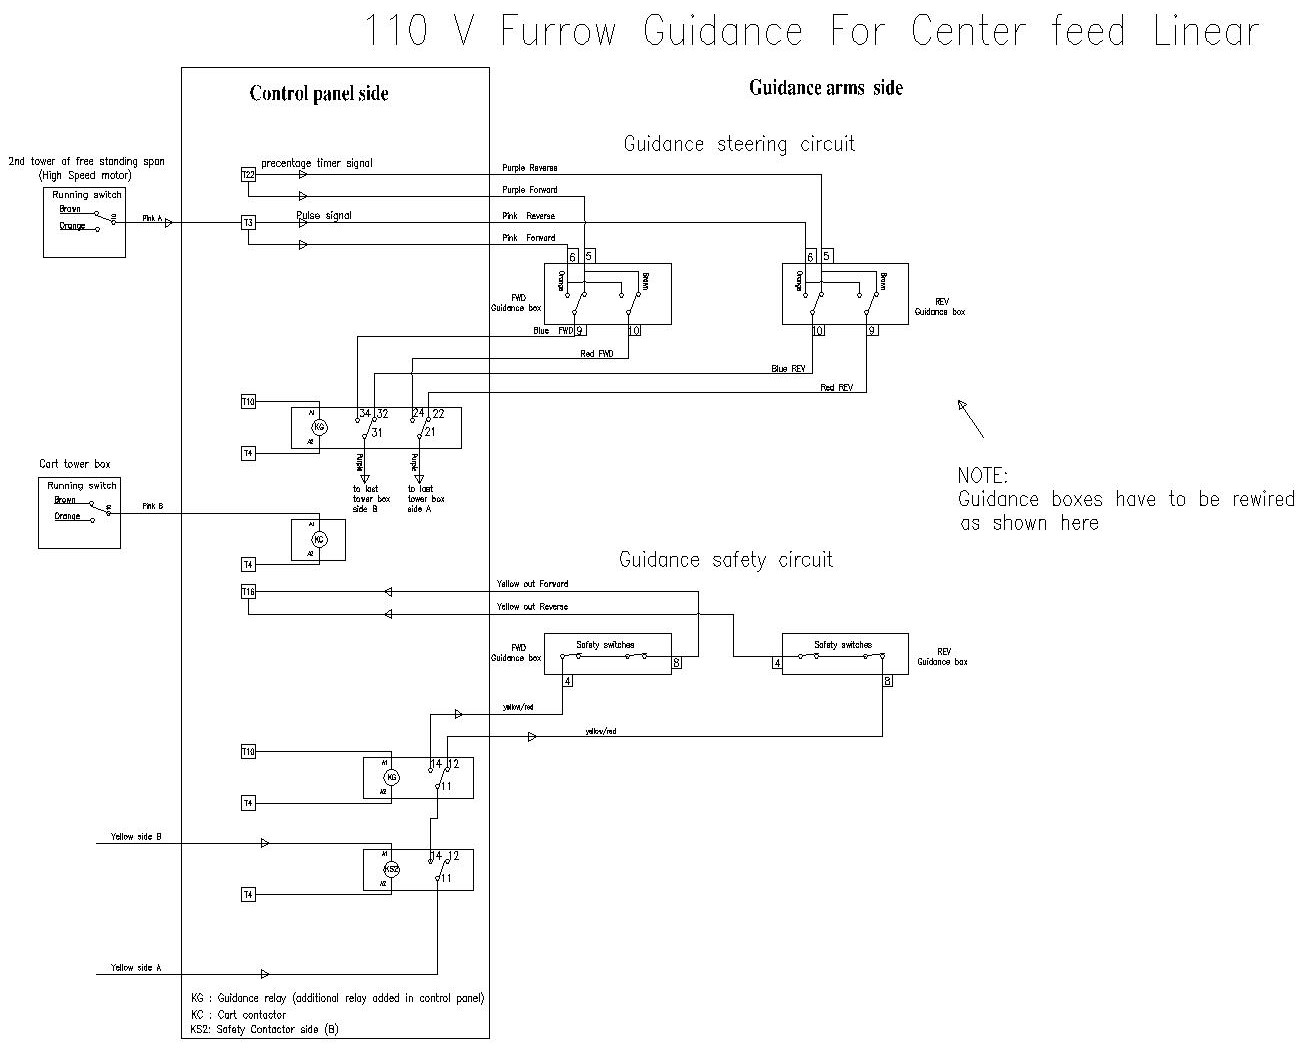 110 V Furrow Guidance For Center feed Linear
Control panel side
Guidance arms side
Guidance steering circuit
2nd tower of free standing span
(High Speed motor)
Running switch
Brown
Orange
10
Pink A
T22
precentage timer signal
Purple Reverse
Purple Forward
T3
Pulse signal
Pink Reverse
Pink Forward
6
5
Orange
Brown
FWD
Guidance box
9
10
6
5
Orange
Brown
REV
Guidance box
10
9
Blue FWD
Red FWD
Blue REV
Red REV
T10
A1
KG
A2
T4
34
32
31
24
22
21
Purple
Purple
to last
tower box
side B
to last
tower box
side A
NOTE:
Guidance boxes have to be rewired
as shown here
Cart tower box
Running switch
Brown
Orange
10
Pink B
A1
KC
A2
T4
Guidance safety circuit
T16
Yellow out Forward
Yellow out Reverse
FWD
Guidance box
Safety switches
8
4
4
Safety switches
8
REV
Guidance box
yellow/red
yellow/red
T10
A1
KG
A2
T4
14
12
11
Yellow side B
A1
KS2
A2
T4
14
12
11
Yellow side A
KG : Guidance relay (additional relay added in control panel)
KC : Cart contactor
KS2: Safety Contactor side (B)